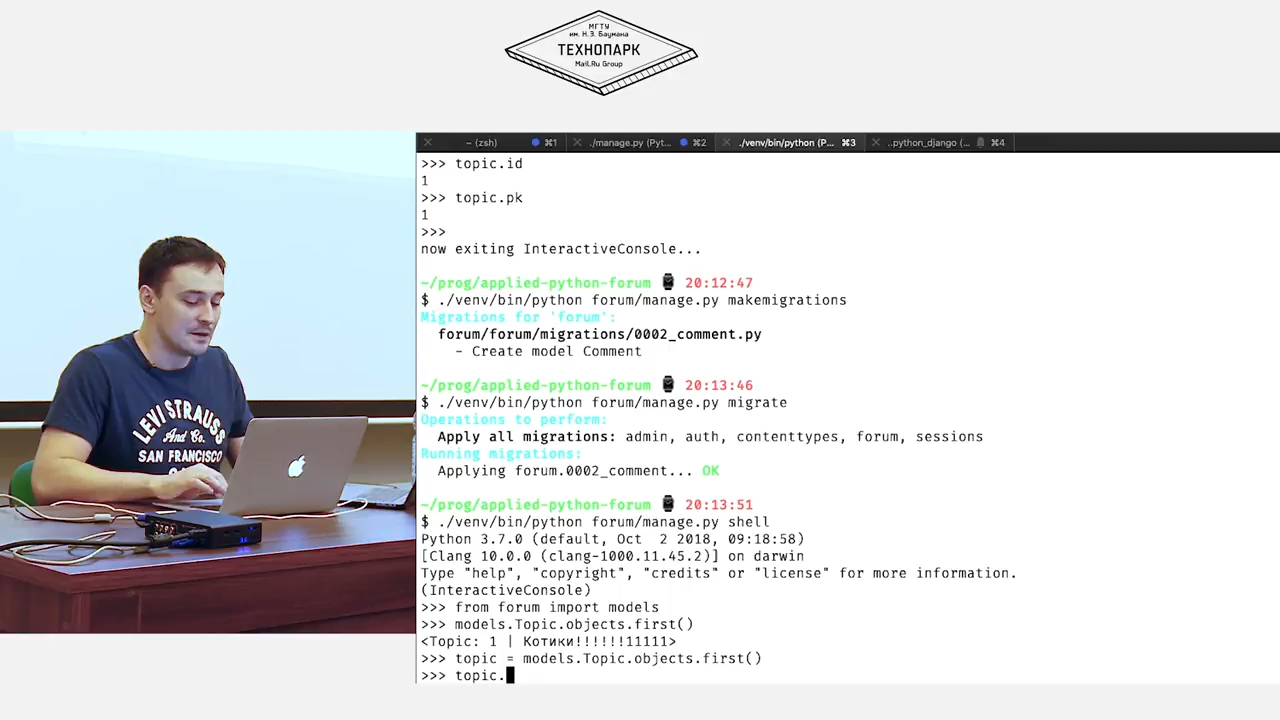 МГТУ
им. Н.Э. Баумана
ТЕХНОПАРК
Mail.Ru Group
~ (zsh) ⌘1 ./manage.py (Pyt... ⌘2 ./venv/bin/python (P... ⌘3 ..python_django (... ⌘4
>>> topic.id
1
>>> topic.pk
1
>>>
now exiting InteractiveConsole...
~/prog/applied-python-forum 20:12:47
$ ./venv/bin/python forum/manage.py makemigrations
Migrations for 'forum':
forum/forum/migrations/0002_comment.py
- Create model Comment
~/prog/applied-python-forum 20:13:46
$ ./venv/bin/python forum/manage.py migrate
Operations to perform:
Apply all migrations: admin, auth, contenttypes, forum, sessions
Running migrations:
Applying forum.0002_comment... OK
~/prog/applied-python-forum 20:13:51
$ ./venv/bin/python forum/manage.py shell
Python 3.7.0 (default, Oct  2 2018, 09:18:58)
[Clang 10.0.0 (clang-1000.11.45.2)] on darwin
Type "help", "copyright", "credits" or "license" for more information.
(InteractiveConsole)
>>> from forum import models
>>> models.Topic.objects.first()
<Topic: 1 | Котики!!!!!!11111>
>>> topic = models.Topic.objects.first()
>>> topic.
LEVI STRAUSS
And Co.
SAN FRANCISCO